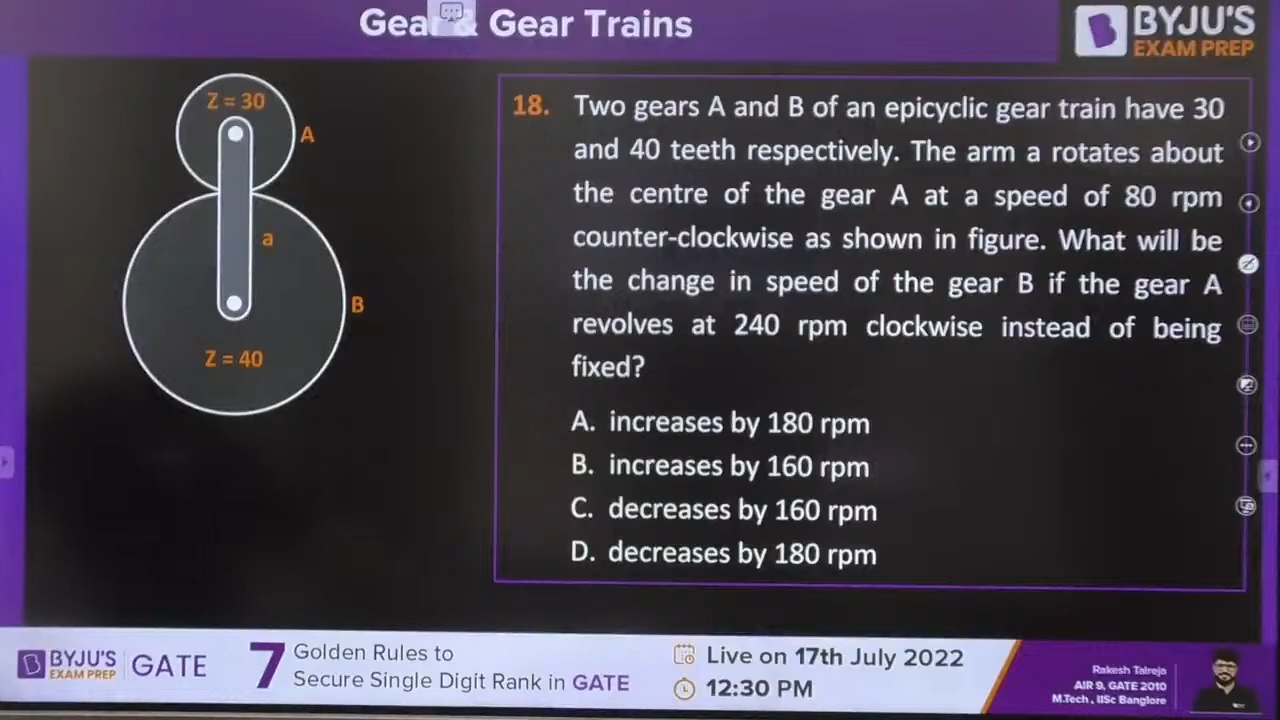 Gear & Gear Trains
BYJU'S
EXAM PREP
Z = 30
A
a
B
Z = 40
18. Two gears A and B of an epicyclic gear train have 30
and 40 teeth respectively. The arm a rotates about
the centre of the gear A at a speed of 80 rpm
counter-clockwise as shown in figure. What will be
the change in speed of the gear B if the gear A
revolves at 240 rpm clockwise instead of being
fixed?
A. increases by 180 rpm
B. increases by 160 rpm
C. decreases by 160 rpm
D. decreases by 180 rpm
BYJU'S
EXAM PREP
GATE
7 Golden Rules to
Secure Single Digit Rank in GATE
Live on 17th July 2022
12:30 PM
Rakesh Talreja
AIR 9, GATE 2010
M.Tech, IISc Banglore